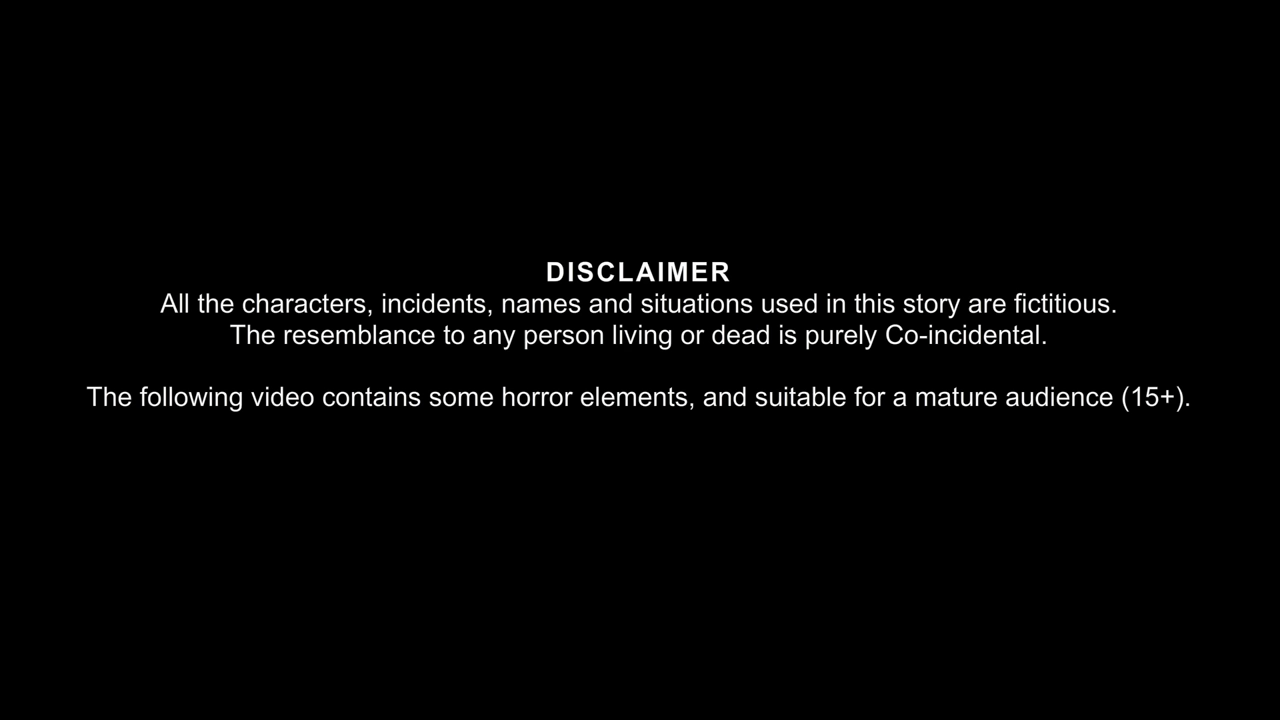 DISCLAIMER
All the characters, incidents, names and situations used in this story are fictitious.
The resemblance to any person living or dead is purely Co-incidental.
The following video contains some horror elements, and suitable for a mature audience (15+).